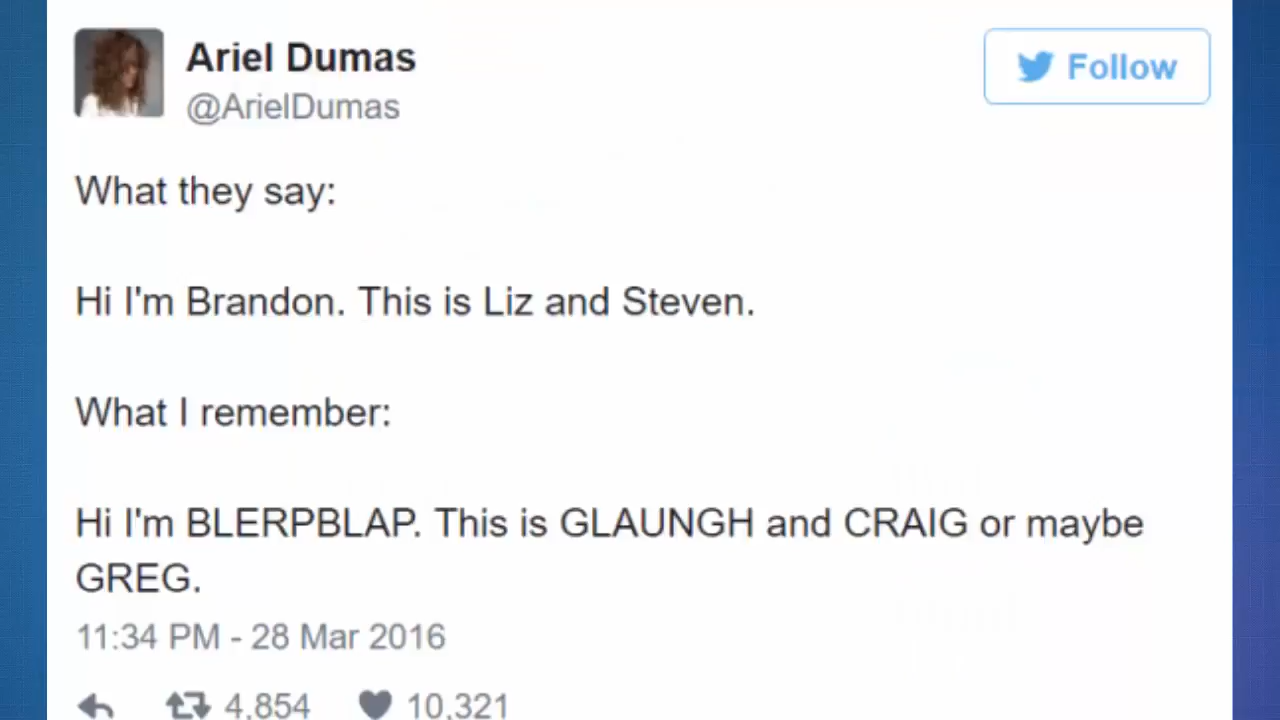 Ariel Dumas
Follow
@ArielDumas
What they say:
Hi I'm Brandon. This is Liz and Steven.
What I remember:
Hi I'm BLERPBLAP. This is GLAUNGH and CRAIG or maybe
GREG.
11:34 PM - 28 Mar 2016
4,854 10,321